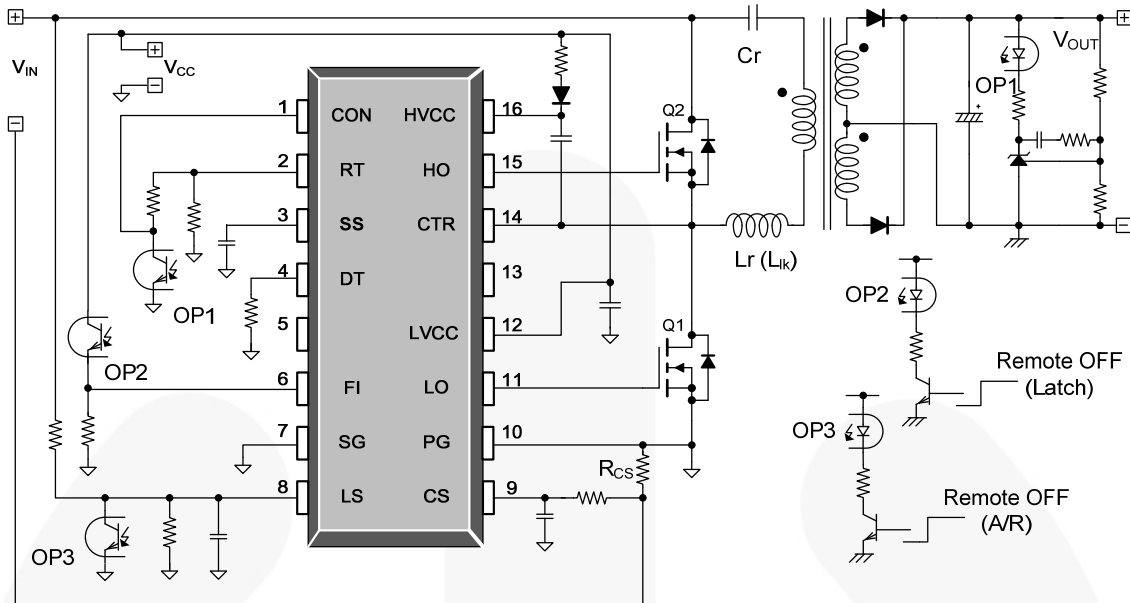 VIN
VCC
1
2
3
4
5
6
7
8
CON
RT
SS
DT
FI
SG
LS
HVCC
HO
CTR
LVCC
LO
PG
CS
16
15
14
13
12
11
10
9
OP1
OP2
OP3
Q2
Q1
RCS
Cr
Lr (Llk)
OP1
VOUT
OP2
Remote OFF
(Latch)
OP3
Remote OFF
(A/R)